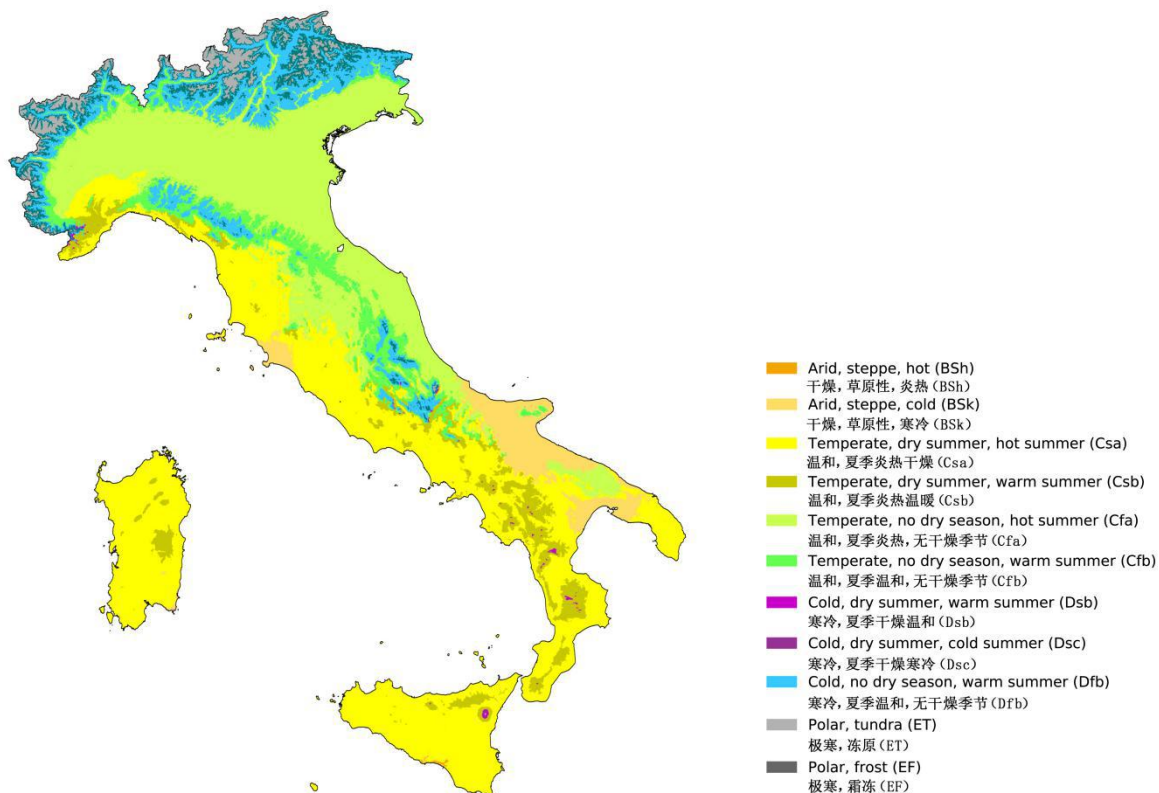 Arid, steppe, hot (BSh)
干燥，草原性，炎热(BSh)
Arid, steppe, cold (BSk)
干燥，草原性，寒冷(BSk)
Temperate, dry summer, hot summer (Csa)
温和，夏季炎热干燥(Csa)
Temperate, dry summer, warm summer (Csb)
温和，夏季炎热温暖(Csb)
Temperate, no dry season, hot summer (Cfa)
温和，夏季炎热，无干燥季节(Cfa)
Temperate, no dry season, warm summer (Cfb)
温和，夏季温和，无干燥季节(Cfb)
Cold, dry summer, warm summer (Dsb)
寒冷，夏季干燥温和(Dsb)
Cold, dry summer, cold summer (Dsc)
寒冷，夏季干燥寒冷(Dsc)
Cold, no dry season, warm summer (Dfb)
寒冷，夏季温和，无干燥季节(Dfb)
Polar, tundra (ET)
极寒，冻原(ET)
Polar, frost (EF)
极寒，霜冻(EF)